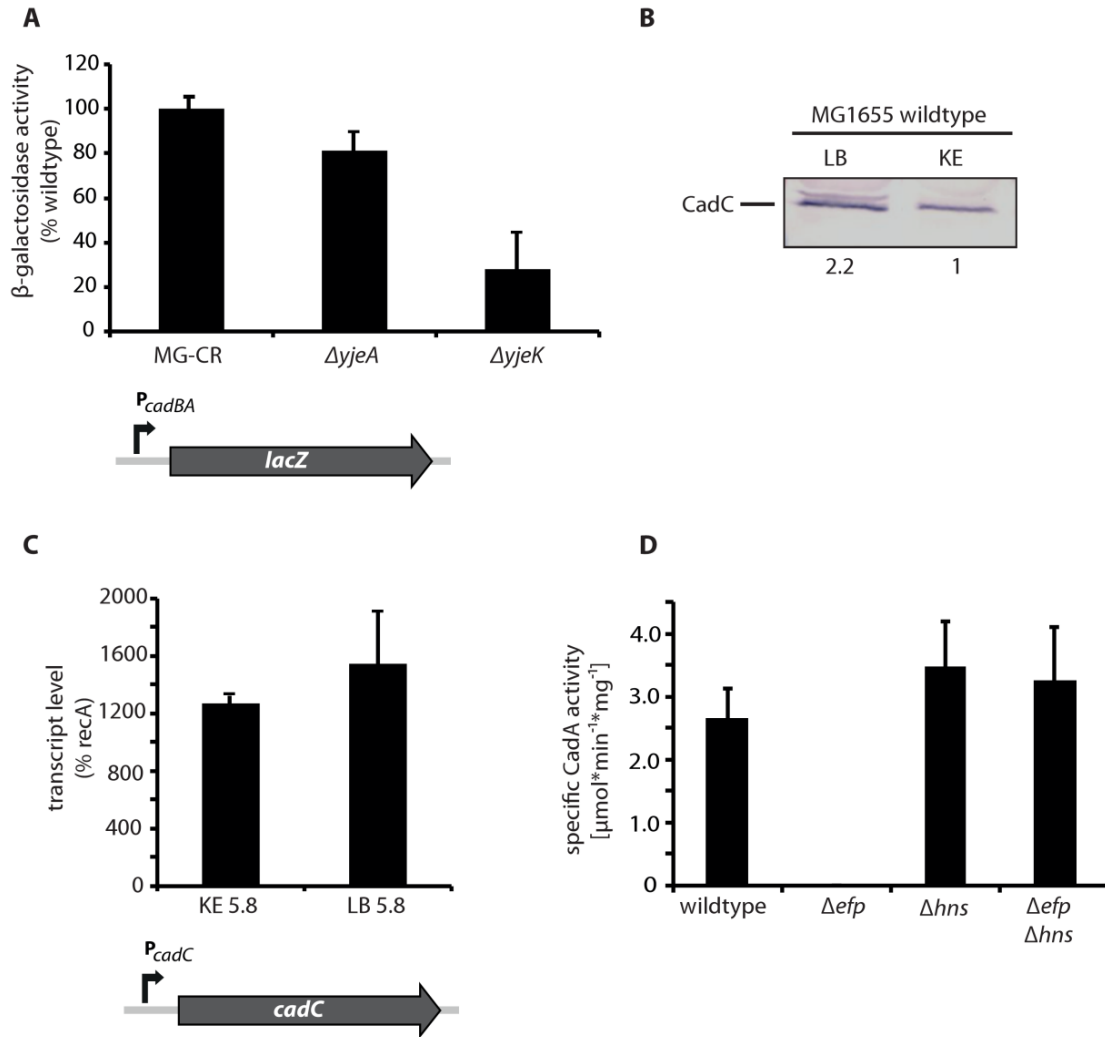 A
β-galactosidase activity
(% wildtype)
120
100
80
60
40
20
0
MG-CR
ΔyjeA
ΔyjeK
PcadBA
lacZ
B
MG1655 wildtype
LB KE
CadC
2.2 1
C
transcript level
(% recA)
2000
1600
1200
800
400
0
KE 5.8
LB 5.8
PcadC
cadC
D
specific CadA activity
[µmol*min⁻¹*mg⁻¹]
4.0
3.0
2.0
1.0
0
wildtype
Δefp
Δhns
Δefp
Δhns